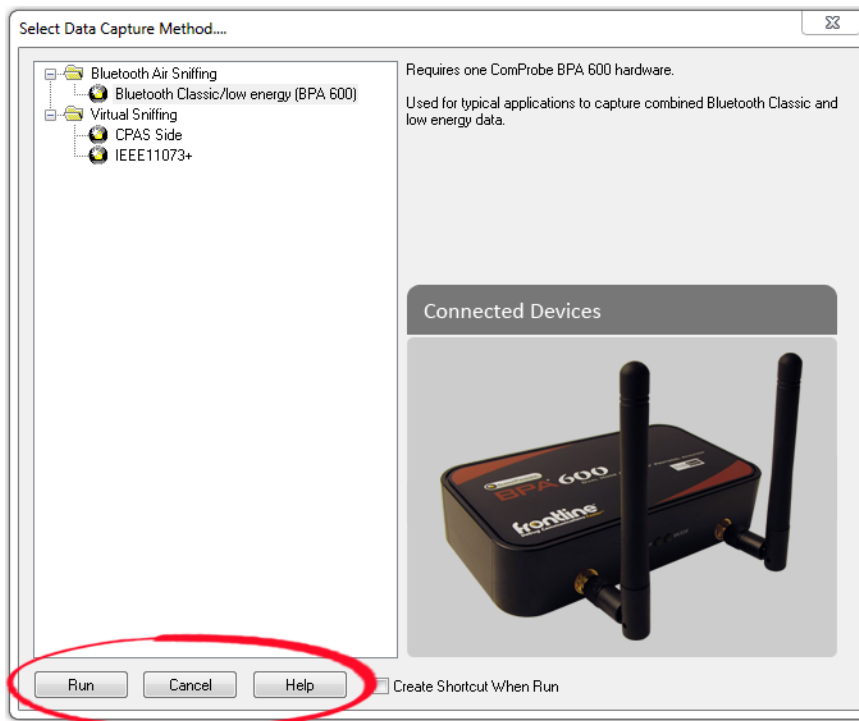 Select Data Capture Method....
Bluetooth Air Sniffing
Bluetooth Classic/low energy (BPA 600)
Virtual Sniffing
CPAS Side
IEEE11073+
Requires one ComProbe BPA 600 hardware.
Used for typical applications to capture combined Bluetooth Classic and
low energy data.
Connected Devices
BPA 600
frontline
Run
Cancel
Help
Create Shortcut When Run